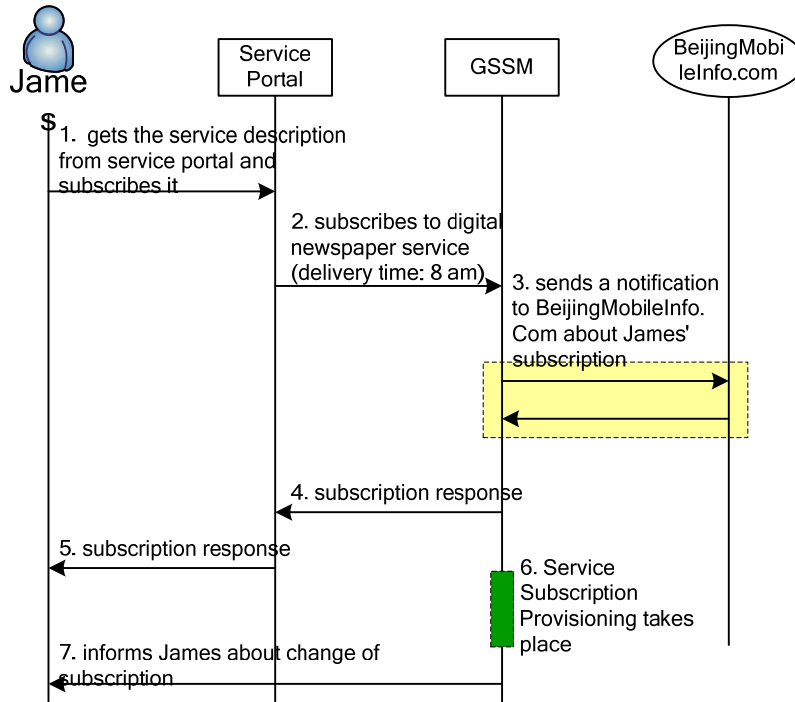 Jame
$
Service
Portal
GSSM
BeijingMobi
leInfo.com
1. gets the service description
from service portal and
subscribes it
2. subscribes to digital
newspaper service
(delivery time: 8 am)
3. sends a notification
to BeijingMobileInfo.
Com about James'
subscription
4. subscription response
5. subscription response
6. Service
Subscription
Provisioning takes
place
7. informs James about change of
subscription